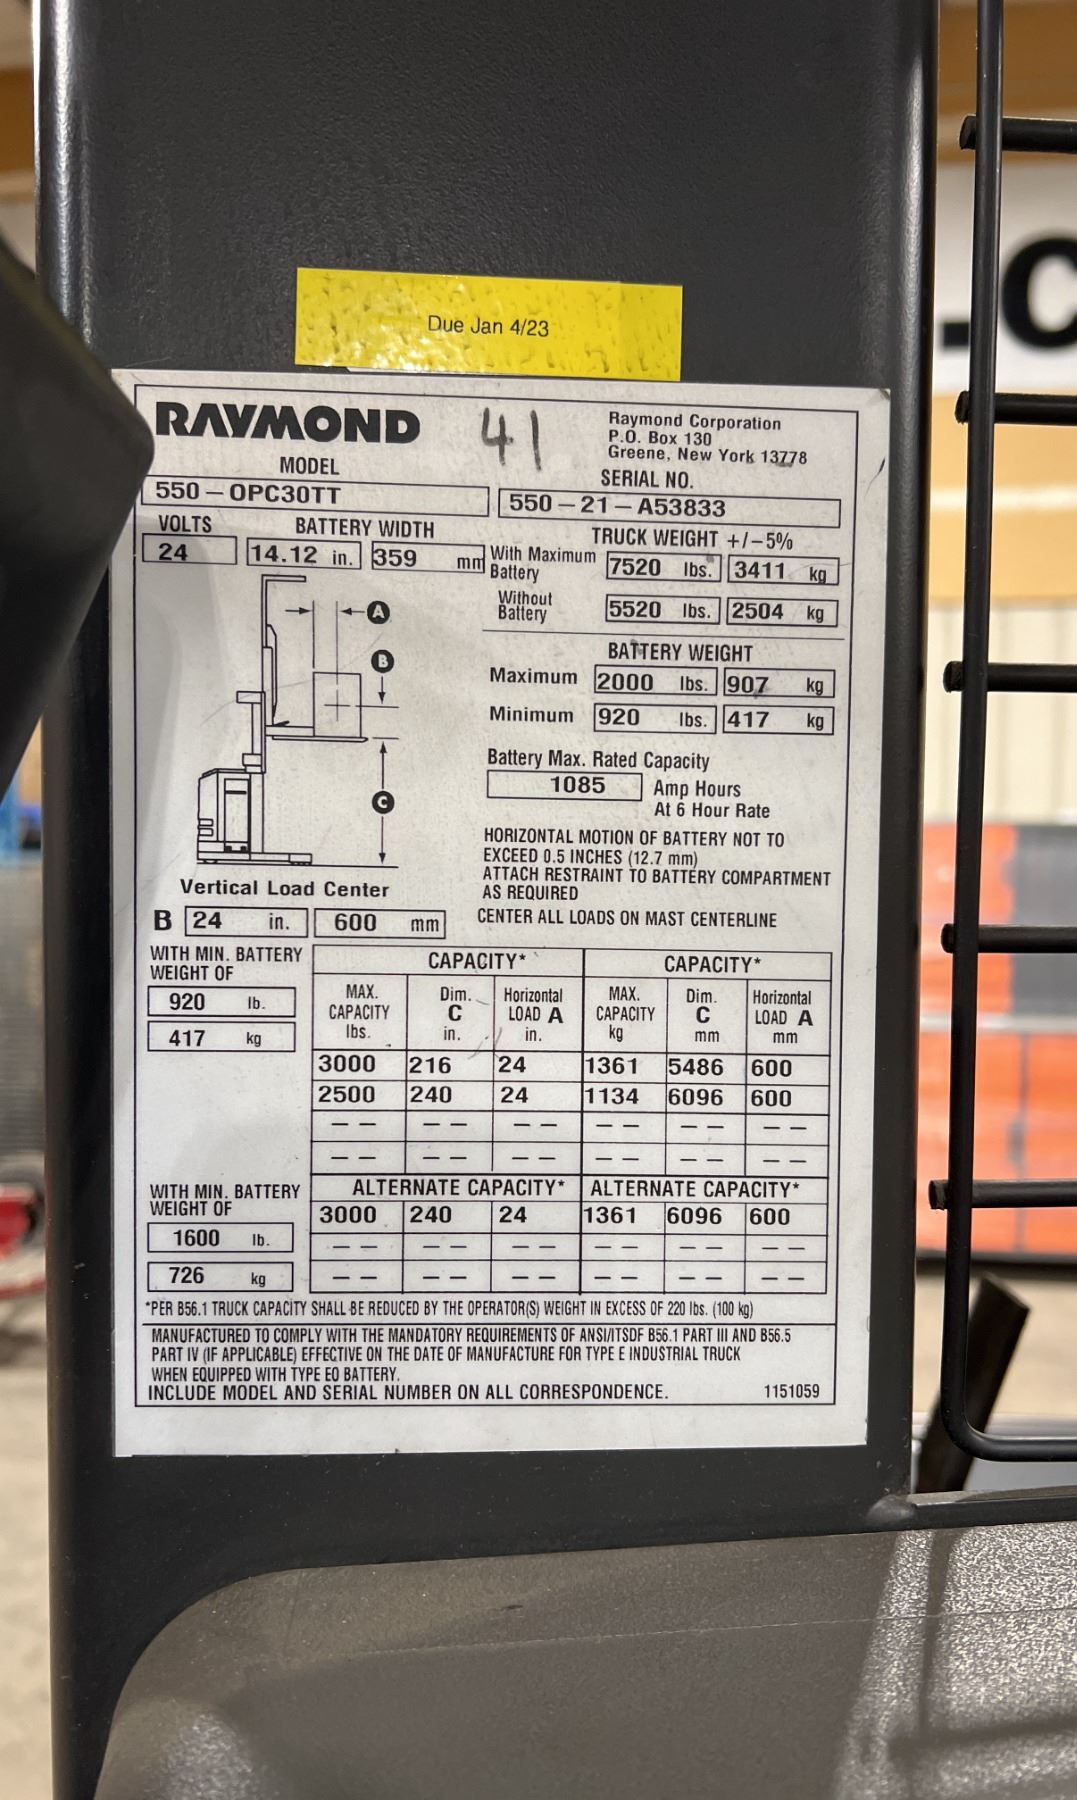 .C
Due Jan 4/23
RAYMOND
41
Raymond Corporation
P.O. Box 130
Greene, New York 13778
MODEL
SERIAL NO.
550 – OPC30TT
550 – 21 – A53833
VOLTS
BATTERY WIDTH
TRUCK WEIGHT +/–5%
24
14.12 in.
359 mm
With Maximum
Battery
7520 lbs.
3411 kg
Without
Battery
5520 lbs.
2504 kg
A
B
C
BATTERY WEIGHT
Maximum 2000 lbs. 907 kg
Minimum 920 lbs. 417 kg
Battery Max. Rated Capacity
1085 Amp Hours
At 6 Hour Rate
HORIZONTAL MOTION OF BATTERY NOT TO
EXCEED 0.5 INCHES (12.7 mm)
ATTACH RESTRAINT TO BATTERY COMPARTMENT
AS REQUIRED
CENTER ALL LOADS ON MAST CENTERLINE
Vertical Load Center
B 24 in. 600 mm
WITH MIN. BATTERY
WEIGHT OF
920 lb.
417 kg
CAPACITY* CAPACITY*
MAX. CAPACITY lbs. Dim. C in. Horizontal LOAD A in. MAX. CAPACITY kg Dim. C mm Horizontal LOAD A mm
3000 216 24 1361 5486 600
2500 240 24 1134 6096 600
– – – – – – – – – – – –
– – – – – – – – – – – –
WITH MIN. BATTERY
WEIGHT OF
1600 lb.
726 kg
ALTERNATE CAPACITY* ALTERNATE CAPACITY*
3000 240 24 1361 6096 600
– – – – – – – – – – – –
– – – – – – – – – – – –
*PER B56.1 TRUCK CAPACITY SHALL BE REDUCED BY THE OPERATOR(S) WEIGHT IN EXCESS OF 220 lbs. (100 kg)
MANUFACTURED TO COMPLY WITH THE MANDATORY REQUIREMENTS OF ANSI/ITSDF B56.1 PART III AND B56.5
PART IV (IF APPLICABLE) EFFECTIVE ON THE DATE OF MANUFACTURE FOR TYPE E INDUSTRIAL TRUCK
WHEN EQUIPPED WITH TYPE EO BATTERY.
INCLUDE MODEL AND SERIAL NUMBER ON ALL CORRESPONDENCE. 1151059